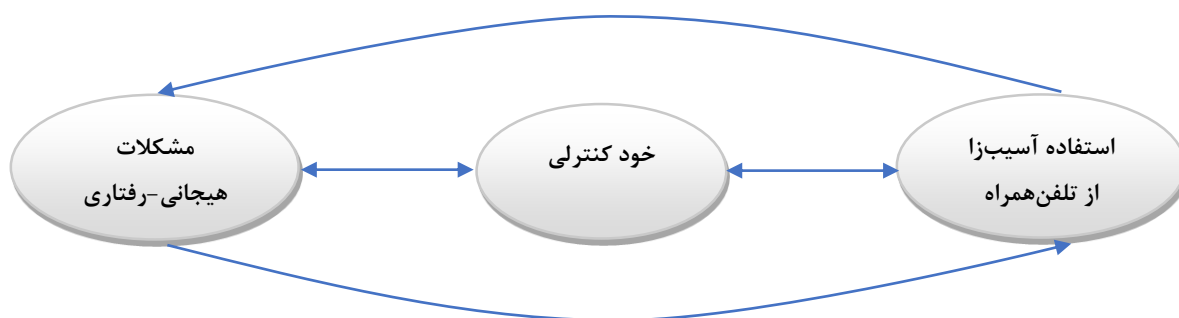 استفاده آسیب‌زا
از تلفن‌همراه
خود کنترلی
مشکلات
هیجانی-رفتاری